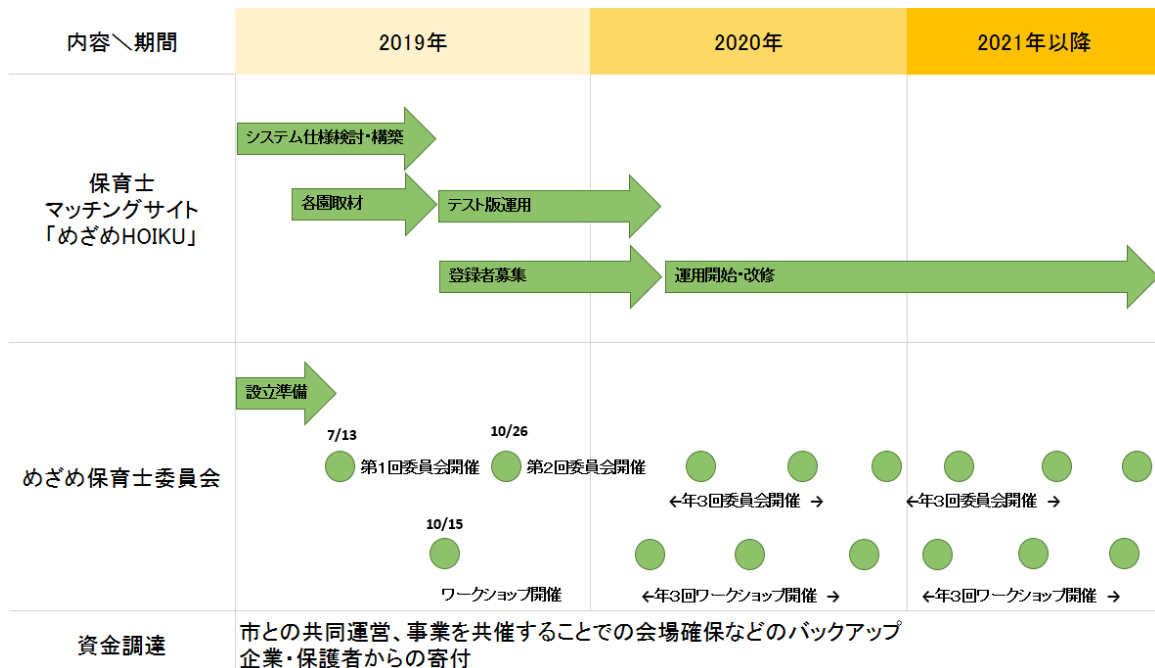 内容＼期間
2019年
2020年
2021年以降
保育士
マッチングサイト
「めざめHOIKU」
システム仕様検討・構築
各園取材
テスト版運用
登録者募集
運用開始・改修
めざめ保育士委員会
設立準備
7/13
10/26
第1回委員会開催
第2回委員会開催
←年3回委員会開催 →
←年3回委員会開催 →
10/15
ワークショップ開催
←年3回ワークショップ開催 →
←年3回ワークショップ開催 →
資金調達
市との共同運営、事業を共催することでの会場確保などのバックアップ
企業・保護者からの寄付